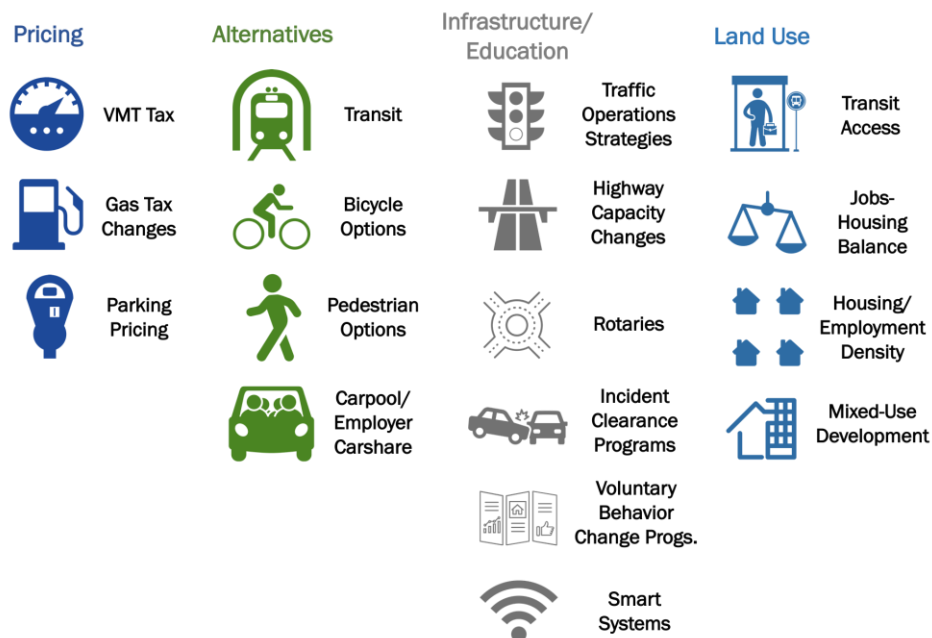 Pricing
VMT Tax
Gas Tax
Changes
Parking
Pricing
Alternatives
Transit
Bicycle
Options
Pedestrian
Options
Carpool/
Employer
Carshare
Infrastructure/
Education
Traffic
Operations
Strategies
Highway
Capacity
Changes
Rotaries
Incident
Clearance
Programs
Voluntary
Behavior
Change Progs.
Smart
Systems
Land Use
Transit
Access
Jobs-
Housing
Balance
Housing/
Employment
Density
Mixed-Use
Development